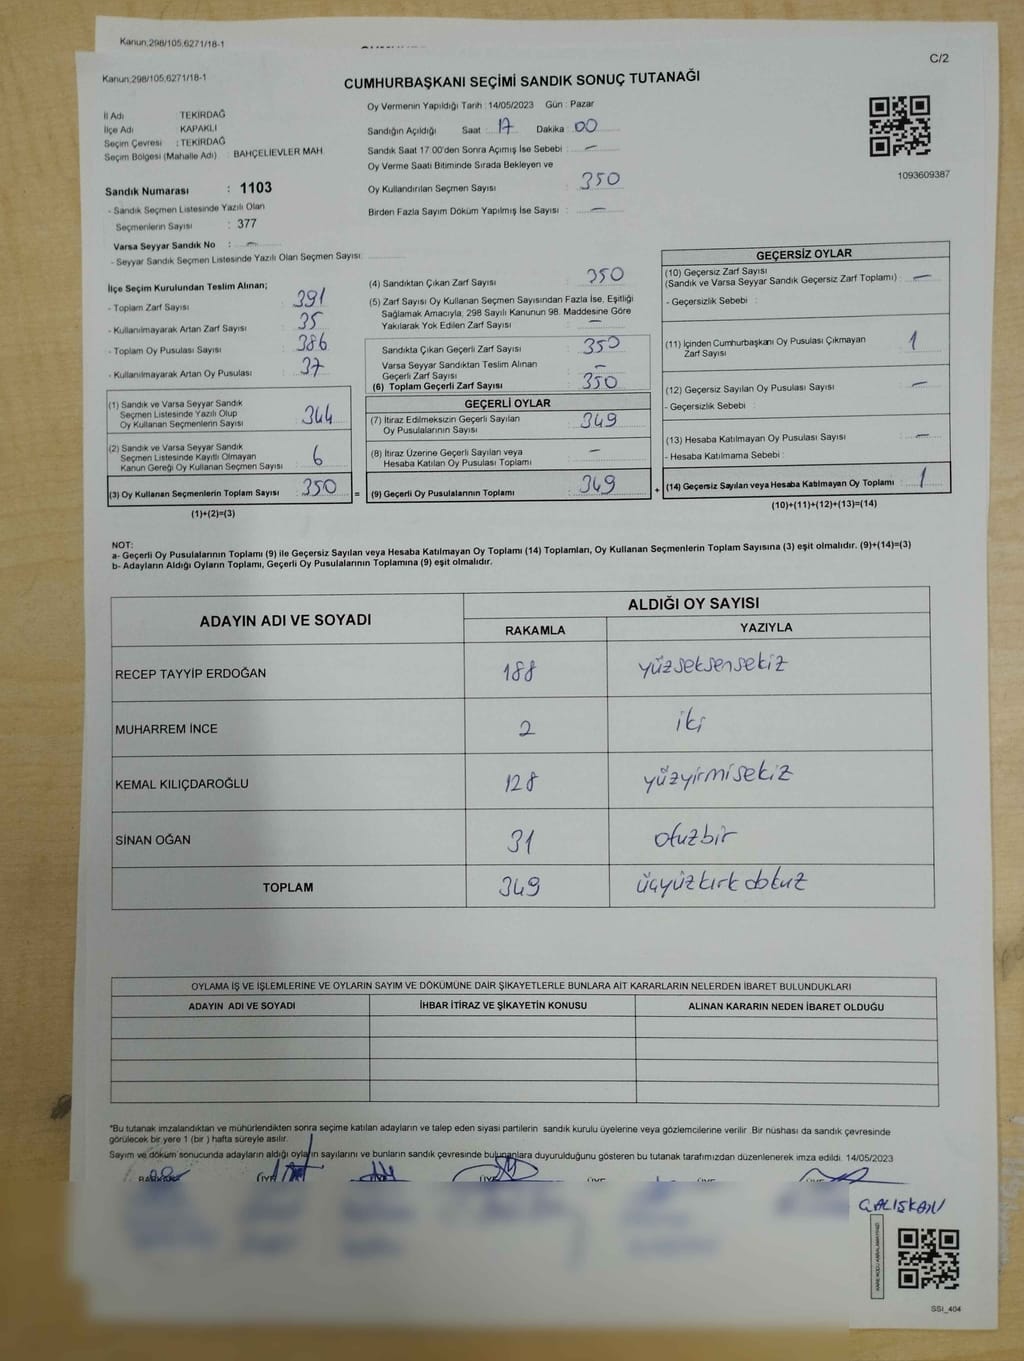 Kanun,298/105,6271/18-1
C/2
Kanun,298/105,6271/18-1
CUMHURBAŞKANI SEÇİMİ SANDIK SONUÇ TUTANAĞI
İl Adı TEKİRDAĞ
İlçe Adı KAPAKLI
Seçim Çevresi : TEKİRDAĞ
Seçim Bölgesi (Mahalle Adı) : BAHÇELİEVLER MAH.
Oy Vermenin Yapıldığı Tarih : 14/05/2023 Gün : Pazar
Sandığın Açıldığı Saat : 17 Dakika : 00
Sandık Saat 17:00'den Sonra Açımış İse Sebebi : —
Oy Verme Saati Bitiminde Sırada Bekleyen ve
Oy Kullandırılan Seçmen Sayısı : 350
Birden Fazla Sayım Döküm Yapılmış İse Sayısı : —
1093609387
Sandık Numarası : 1103
- Sandık Seçmen Listesinde Yazılı Olan
Seçmenlerin Sayısı : 377
Varsa Seyyar Sandık No : —
- Seyyar Sandık Seçmen Listesinde Yazılı Olan Seçmen Sayısı
İlçe Seçim Kurulundan Teslim Alınan;
- Toplam Zarf Sayısı : 391
- Kullanılmayarak Artan Zarf Sayısı : 35
- Toplam Oy Pusulası Sayısı : 386
- Kullanılmayarak Artan Oy Pusulası : 37
(1) Sandık ve Varsa Seyyar Sandık
Seçmen Listesinde Yazılı Olup
Oy Kullanan Seçmenlerin Sayısı : 344
(2) Sandık ve Varsa Seyyar Sandık
Seçmen Listesinde Kayıtlı Olmayan
Kanun Gereği Oy Kullanan Seçmen Sayısı : 6
(3) Oy Kullanan Seçmenlerin Toplam Sayısı : 350 =
(1)+(2)=(3)
(4) Sandıktan Çıkan Zarf Sayısı : 350
(5) Zarf Sayısı Oy Kullanan Seçmen Sayısından Fazla İse, Eşitliği
Sağlamak Amacıyla, 298 Sayılı Kanunun 98. Maddesine Göre
Yakılarak Yok Edilen Zarf Sayısı : —
Sandıkta Çıkan Geçerli Zarf Sayısı : 350
Varsa Seyyar Sandıktan Teslim Alınan
Geçerli Zarf Sayısı : —
(6) Toplam Geçerli Zarf Sayısı : 350
GEÇERLİ OYLAR
(7) İtiraz Edilmeksizin Geçerli Sayılan
Oy Pusulalarının Sayısı : 349
(8) İtiraz Üzerine Geçerli Sayılan veya
Hesaba Katılan Oy Pusulası Toplamı : —
(9) Geçerli Oy Pusulalarının Toplamı : 349 +
GEÇERSİZ OYLAR
(10) Geçersiz Zarf Sayısı
(Sandık ve Varsa Seyyar Sandık Geçersiz Zarf Toplamı) : —
- Geçersizlik Sebebi :
(11) İçinden Cumhurbaşkanı Oy Pusulası Çıkmayan
Zarf Sayısı : 1
(12) Geçersiz Sayılan Oy Pusulası Sayısı : —
- Geçersizlik Sebebi :
(13) Hesaba Katılmayan Oy Pusulası Sayısı : —
- Hesaba Katılmama Sebebi :
(14) Geçersiz Sayılan veya Hesaba Katılmayan Oy Toplamı : 1
(10)+(11)+(12)+(13)=(14)
NOT:
a- Geçerli Oy Pusulalarının Toplamı (9) ile Geçersiz Sayılan veya Hesaba Katılmayan Oy Toplamı (14) Toplamları, Oy Kullanan Seçmenlerin Toplam Sayısına (3) eşit olmalıdır. (9)+(14)=(3)
b- Adayların Aldığı Oyların Toplamı, Geçerli Oy Pusulalarının Toplamına (9) eşit olmalıdır.
ADAYIN ADI VE SOYADI ALDIĞI OY SAYISI
RAKAMLA YAZIYLA
RECEP TAYYİP ERDOĞAN 188 yüzseksensekiz
MUHARREM İNCE 2 iki
KEMAL KILIÇDAROĞLU 128 yüzyirmisekiz
SİNAN OĞAN 31 otuzbir
TOPLAM 349 üçyüzkırkdokuz
OYLAMA İŞ VE İŞLEMLERİNE VE OYLARIN SAYIM VE DÖKÜMÜNE DAİR ŞİKAYETLERLE BUNLARA AİT KARARLARIN NELERDEN İBARET BULUNDUKLARI
ADAYIN ADI VE SOYADI İHBAR İTİRAZ VE ŞİKAYETİN KONUSU ALINAN KARARIN NEDEN İBARET OLDUĞU
*Bu tutanak imzalandıktan ve mühürlendikten sonra seçime katılan adayların ve talep eden siyasi partilerin sandık kurulu üyelerine veya gözlemcilerine verilir. Bir nüshası da sandık çevresinde
görülecek bir yere 1 (bir ) hafta süreyle asılır.
Sayım ve döküm sonucunda adayların aldığı oyların sayılarını ve bunların sandık çevresinde bulunanlara duyurulduğunu gösteren bu tutanak tarafımızdan düzenlenerek imza edildi. 14/05/2023
ÇALIŞKAN
SSI_404